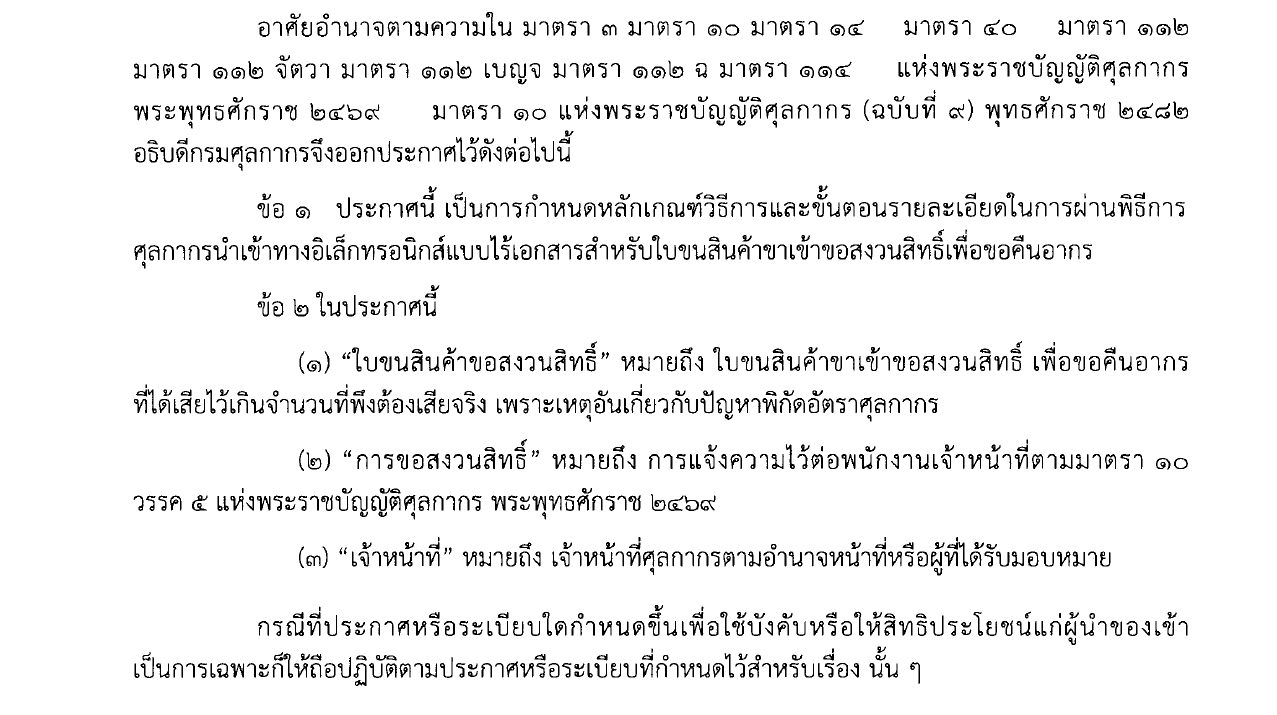 อาศัยอำนาจตามความใน มาตรา ๓ มาตรา ๑๐ มาตรา ๑๔ มาตรา ๔๐ มาตรา ๑๑๒
มาตรา ๑๑๒ จัตวา มาตรา ๑๑๒ เบญจ มาตรา ๑๑๒ ฉ มาตรา ๑๑๔ แห่งพระราชบัญญัติศุลกากร
พระพุทธศักราช ๒๔๖๙ มาตรา ๑๐ แห่งพระราชบัญญัติศุลกากร (ฉบับที่ ๙) พุทธศักราช ๒๔๘๒
อธิบดีกรมศุลกากรจึงออกประกาศไว้ดังต่อไปนี้
ข้อ ๑ ประกาศนี้ เป็นการกำหนดหลักเกณฑ์วิธีการและขั้นตอนรายละเอียดในการผ่านพิธีการ
ศุลกากรนำเข้าทางอิเล็กทรอนิกส์แบบไร้เอกสารสำหรับใบขนสินค้าขาเข้าขอสงวนสิทธิ์เพื่อขอคืนอากร
ข้อ ๒ ในประกาศนี้
(๑) “ใบขนสินค้าขอสงวนสิทธิ์” หมายถึง ใบขนสินค้าขาเข้าขอสงวนสิทธิ์ เพื่อขอคืนอากร
ที่ได้เสียไว้เกินจำนวนที่พึงต้องเสียจริง เพราะเหตุอันเกี่ยวกับปัญหาพิกัดอัตราศุลกากร
(๒) “การขอสงวนสิทธิ์” หมายถึง การแจ้งความไว้ต่อพนักงานเจ้าหน้าที่ตามมาตรา ๑๐
วรรค ๕ แห่งพระราชบัญญัติศุลกากร พระพุทธศักราช ๒๔๖๙
(๓) “เจ้าหน้าที่” หมายถึง เจ้าหน้าที่ศุลกากรตามอำนาจหน้าที่หรือผู้ที่ได้รับมอบหมาย
กรณีที่ประกาศหรือระเบียบใดกำหนดขึ้นเพื่อใช้บังคับหรือให้สิทธิประโยชน์แก่ผู้นำของเข้า
เป็นการเฉพาะก็ให้ถือปฏิบัติตามประกาศหรือระเบียบที่กำหนดไว้สำหรับเรื่อง นั้น ๆ